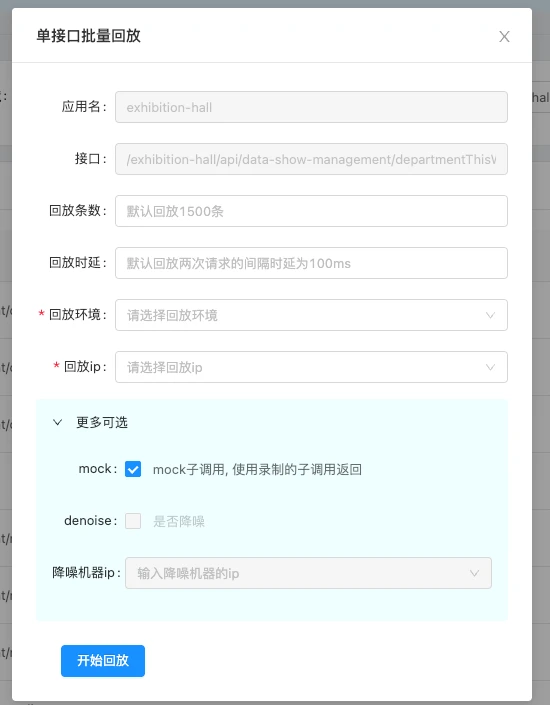 单接口批量回放
应用名: exhibition-hall
接口: /exhibition-hall/api/data-show-management/departmentThisW
回放条数: 默认回放1500条
回放时延: 默认回放两次请求的间隔时延为100ms
* 回放环境: 请选择回放环境
* 回放ip: 请选择回放ip
更多可选
mock: mock子调用, 使用录制的子调用返回
denoise: 是否降噪
降噪机器ip: 输入降噪机器的ip
开始回放
hal